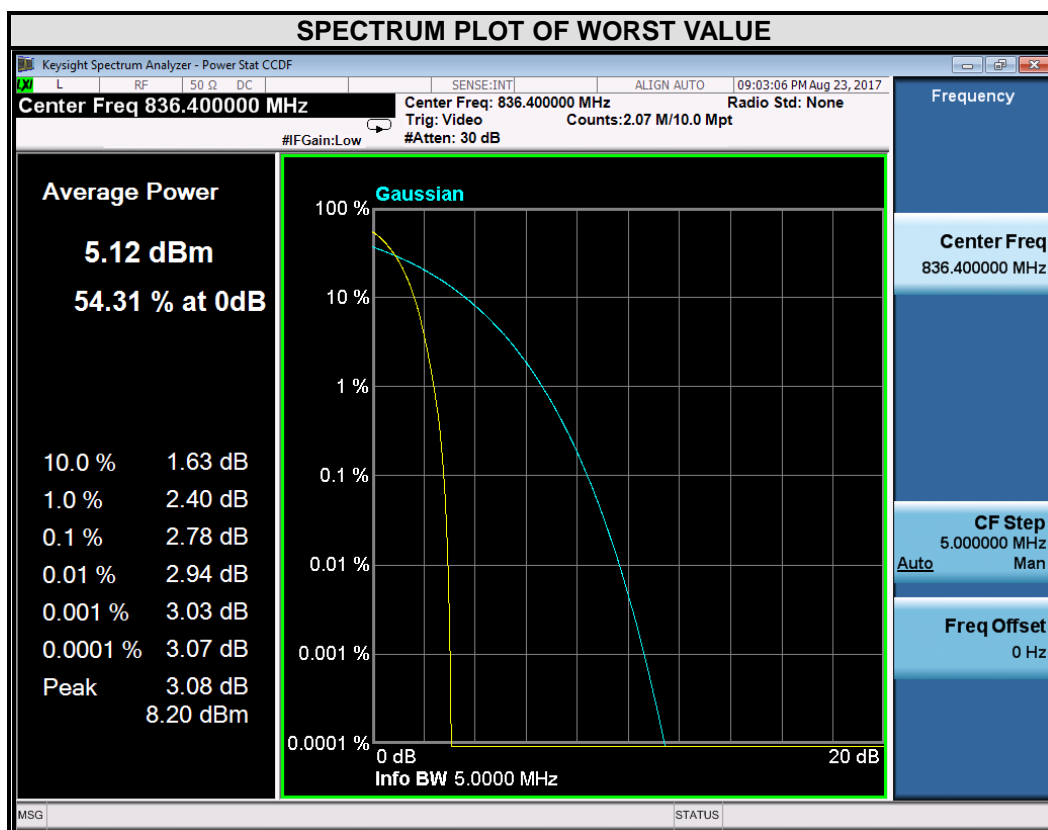 SPECTRUM PLOT OF WORST VALUE
Keysight Spectrum Analyzer - Power Stat CCDF
LXI L RF 50 Ω DC SENSE:INT ALIGN AUTO 09:03:06 PM Aug 23, 2017
Center Freq 836.400000 MHz
#IFGain:Low
Center Freq: 836.400000 MHz Radio Std: None
Trig: Video Counts:2.07 M/10.0 Mpt
#Atten: 30 dB
Average Power
5.12 dBm
54.31 % at 0dB
10.0 % 1.63 dB
1.0 % 2.40 dB
0.1 % 2.78 dB
0.01 % 2.94 dB
0.001 % 3.03 dB
0.0001 % 3.07 dB
Peak 3.08 dB
8.20 dBm
Gaussian
100 %
10 %
1 %
0.1 %
0.01 %
0.001 %
0.0001 %
0 dB 20 dB
Info BW 5.0000 MHz
Frequency
Center Freq
836.400000 MHz
CF Step
5.000000 MHz
Auto Man
Freq Offset
0 Hz
MSG STATUS